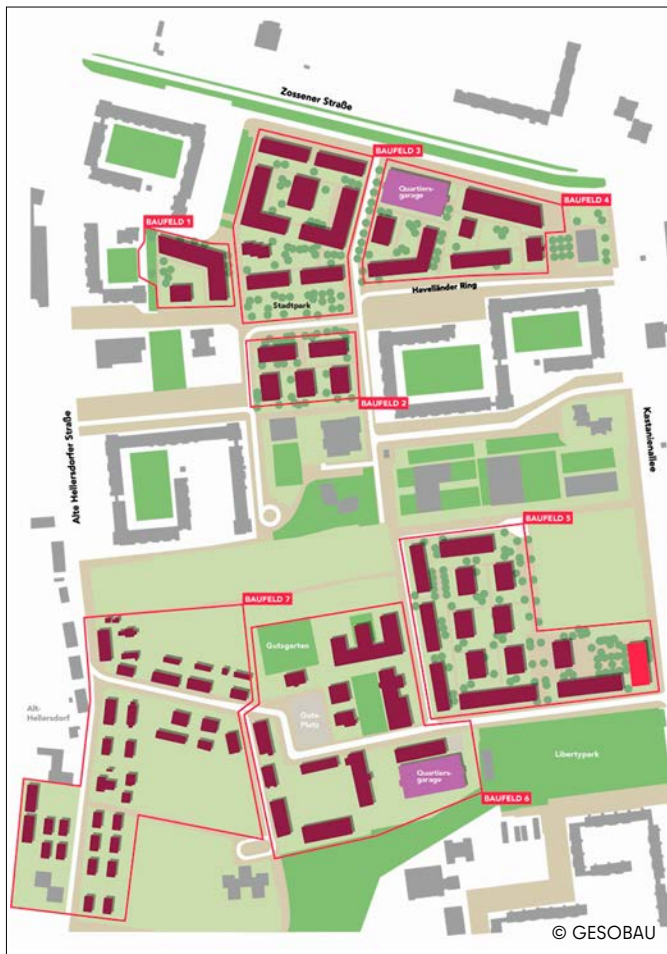 Zossener Straße
BAUFELD 3
Quartiers-
garage
BAUFELD 4
BAUFELD 1
Havelländer Ring
Stadtpark
BAUFELD 2
Alte Hellersdorfer Straße
Kastanienallee
BAUFELD 5
BAUFELD 7
Gutsgarten
Alt-
Hellersdorf
Guts-
Platz
Libertypark
Quartiers-
garage
BAUFELD 6
© GESOBAU